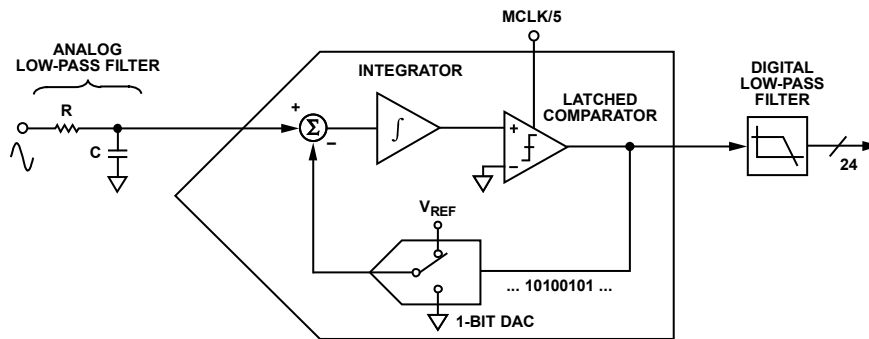 MCLK/5
ANALOG
LOW-PASS FILTER
R
C
INTEGRATOR
+
Σ
−
∫
LATCHED
COMPARATOR
+
−
DIGITAL
LOW-PASS
FILTER
24
VREF
... 10100101 ...
1-BIT DAC